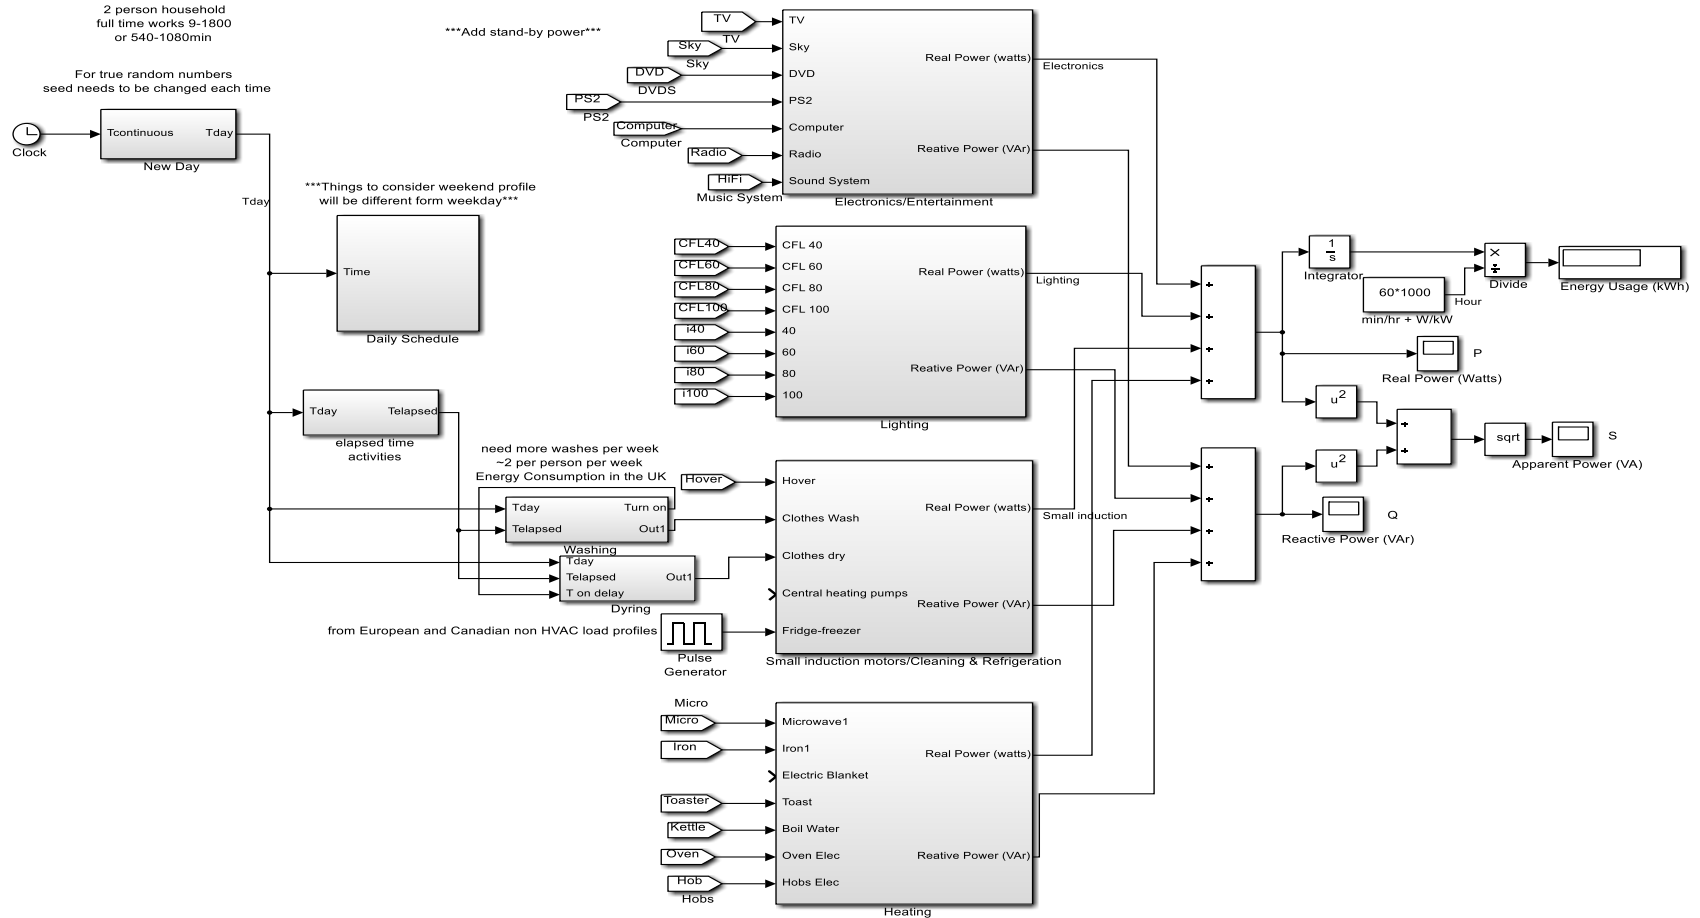 2 person household
full time works 9-1800
or 540-1080min
For true random numbers
seed needs to be changed each time
Clock
Tcontinuous
Tday
New Day
Tday
***Things to consider weekend profile
will be different form weekday***
Time
Daily Schedule
Tday
Telapsed
elapsed time
activities
need more washes per week
~2 per person per week
Energy Consumption in the UK
Tday
Turn on
Telapsed
Out1
Washing
Tday
Telapsed
Out1
T on delay
Dyring
from European and Canadian non HVAC load profiles
Pulse
Generator
***Add stand-by power***
TV
TV
Sky
Sky
DVD
DVDS
PS2
PS2
Computer
Computer
Radio
HiFi
Music System
TV
Sky
DVD
PS2
Computer
Radio
Sound System
Real Power (watts)
Reative Power (VAr)
Electronics/Entertainment
Electronics
CFL40
CFL60
CFL80
CFL100
i40
i60
i80
i100
CFL 40
CFL 60
CFL 80
CFL 100
40
60
80
100
Real Power (watts)
Reative Power (VAr)
Lighting
Lighting
Hover
Hover
Clothes Wash
Clothes dry
Central heating pumps
Fridge-freezer
Real Power (watts)
Reative Power (VAr)
Small induction motors/Cleaning & Refrigeration
Small induction
Micro
Micro
Iron
Toaster
Kettle
Oven
Hob
Hobs
Microwave1
Iron1
Electric Blanket
Toast
Boil Water
Oven Elec
Hobs Elec
Real Power (watts)
Reative Power (VAr)
Heating
+
+
+
+
+
+
+
+
1
s
Integrator
60*1000
min/hr + W/kW
Hour
×
÷
Divide
Energy Usage (kWh)
P
Real Power (Watts)
u²
u²
+
+
sqrt
S
Apparent Power (VA)
Q
Reactive Power (VAr)